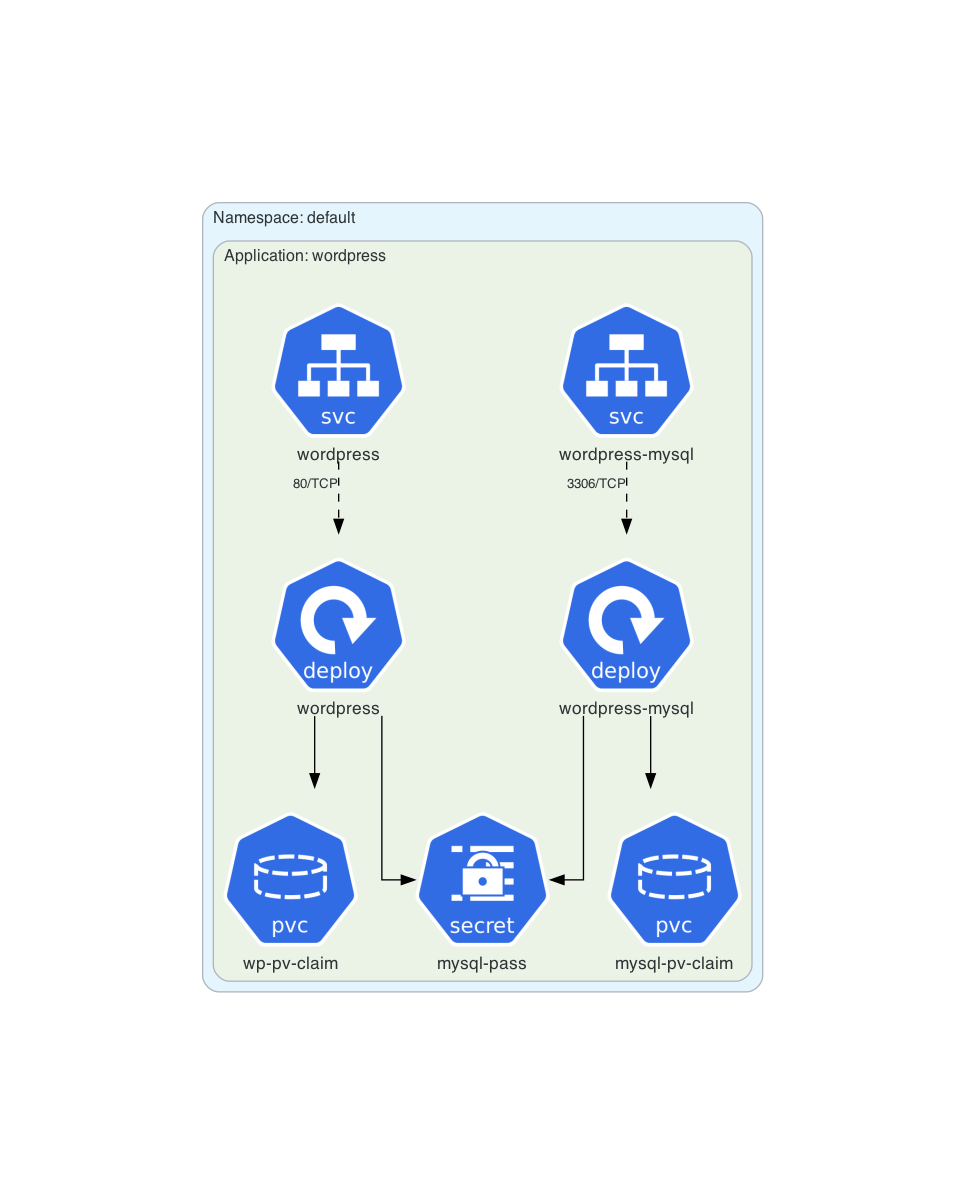 Namespace: default
Application: wordpress
svc
svc
wordpress
wordpress-mysql
80/TCP
3306/TCP
deploy
deploy
wordpress
wordpress-mysql
pvc
secret
pvc
wp-pv-claim
mysql-pass
mysql-pv-claim